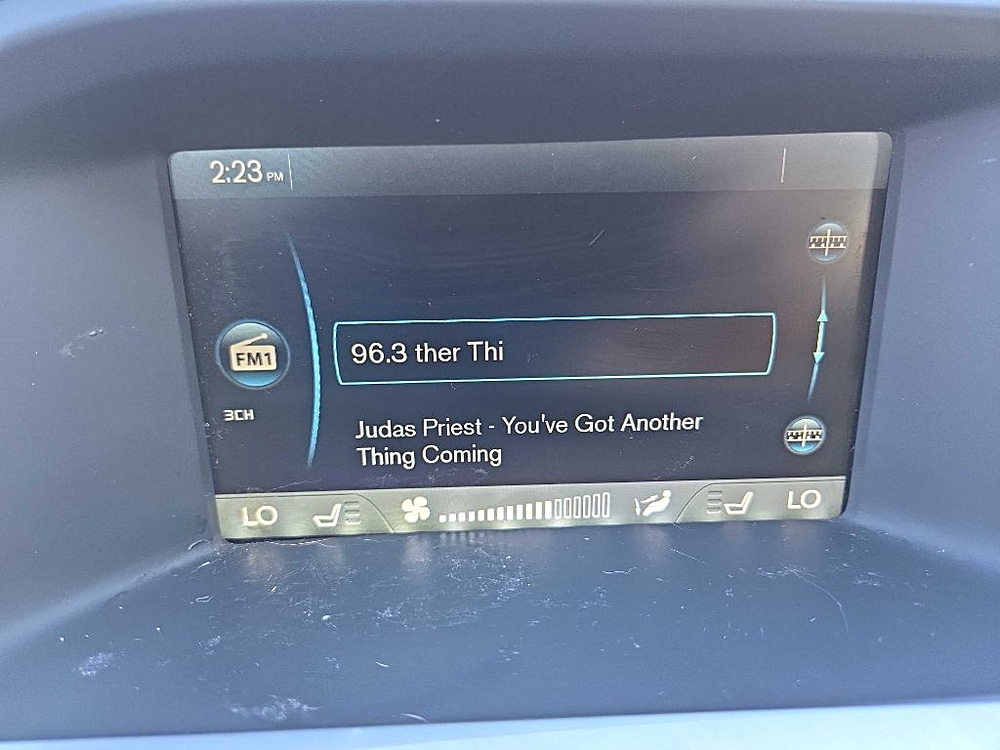 2:23 PM
96.3 ther Thi
FM1
3CH
Judas Priest - You've Got Another
Thing Coming
LO LO